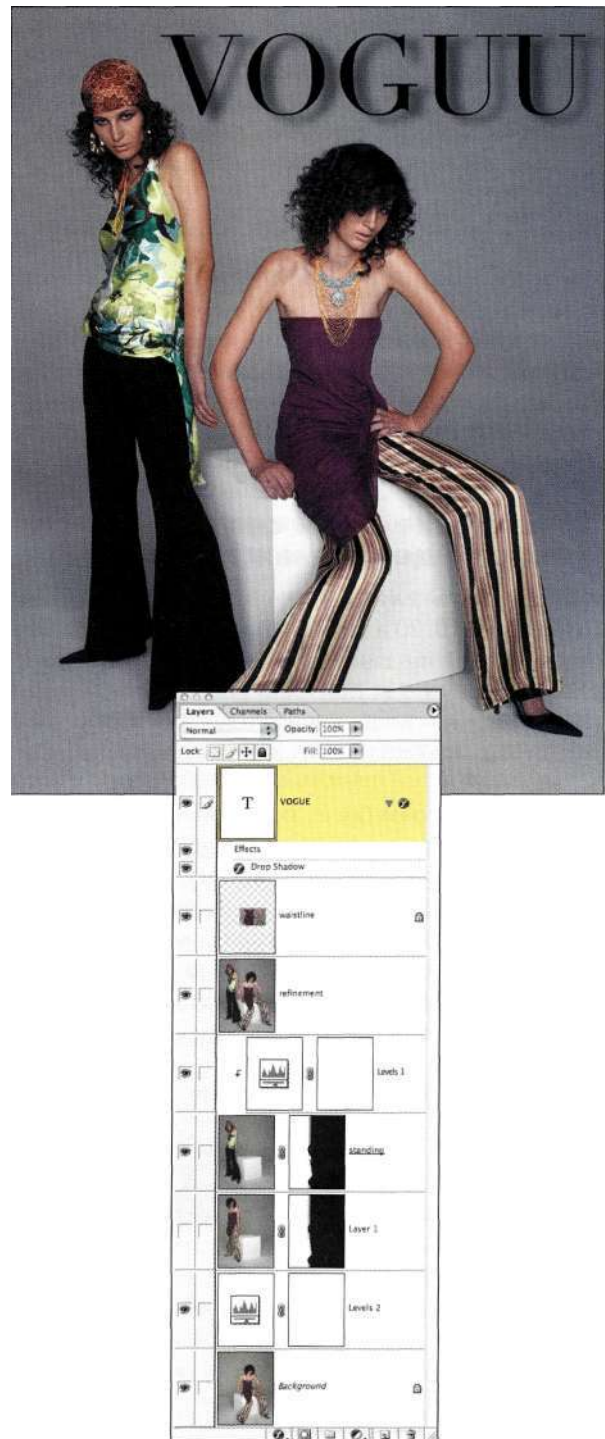 VOGUU
Layers Channels Paths
Normal Opacity: 100%
Lock: Fill: 100%
T VOGUE
Effects
Drop Shadow
waistline
refinement
Levels 1
standing
Layer 1
Levels 2
Background